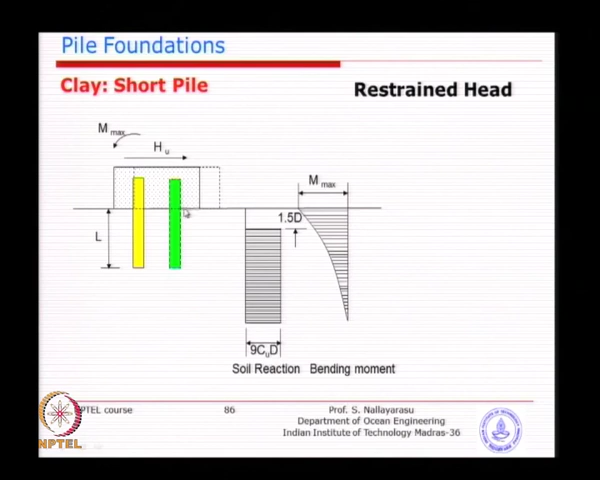 Pile Foundations
Clay: Short Pile
Restrained Head
M max
H u
M max
1.5D
L
9CuD
Soil Reaction Bending moment
NPTEL course 86 Prof. S. Nallayarasu
Department of Ocean Engineering
Indian Institute of Technology Madras-36
NPTEL